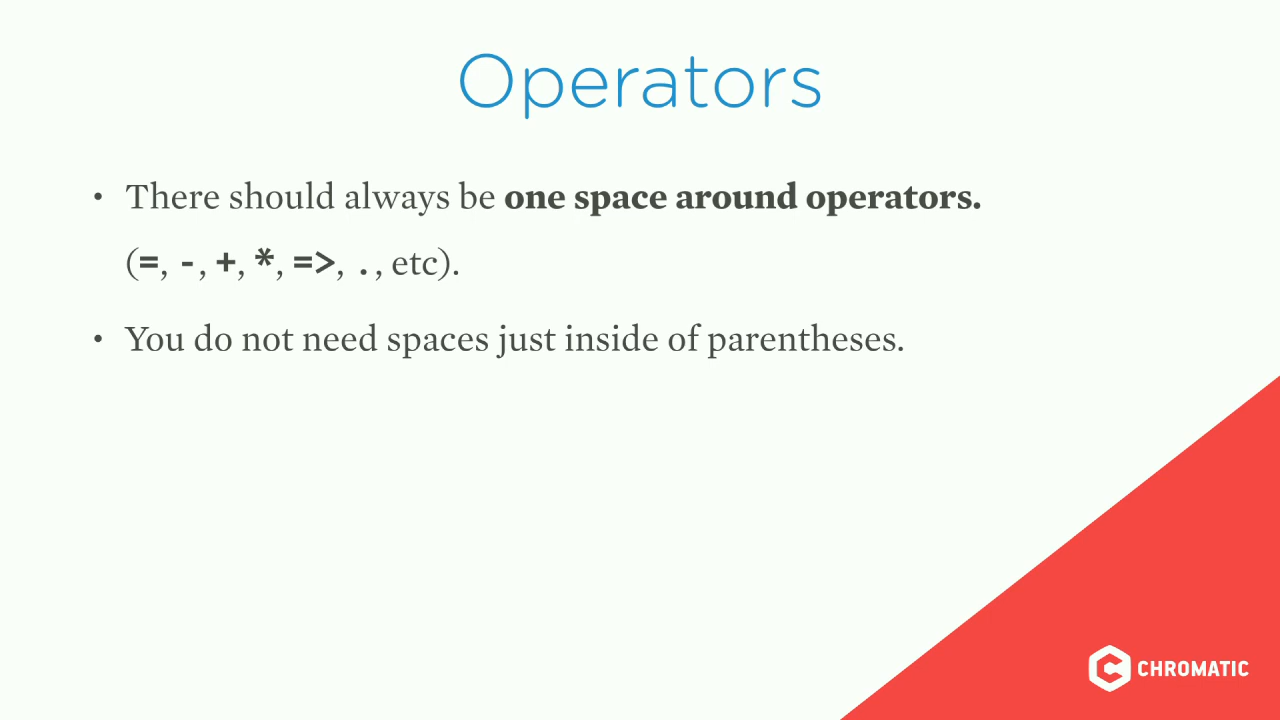 Operators
• There should always be one space around operators.
(=, -, +, *, =>, ., etc).
• You do not need spaces just inside of parentheses.
CHROMATIC